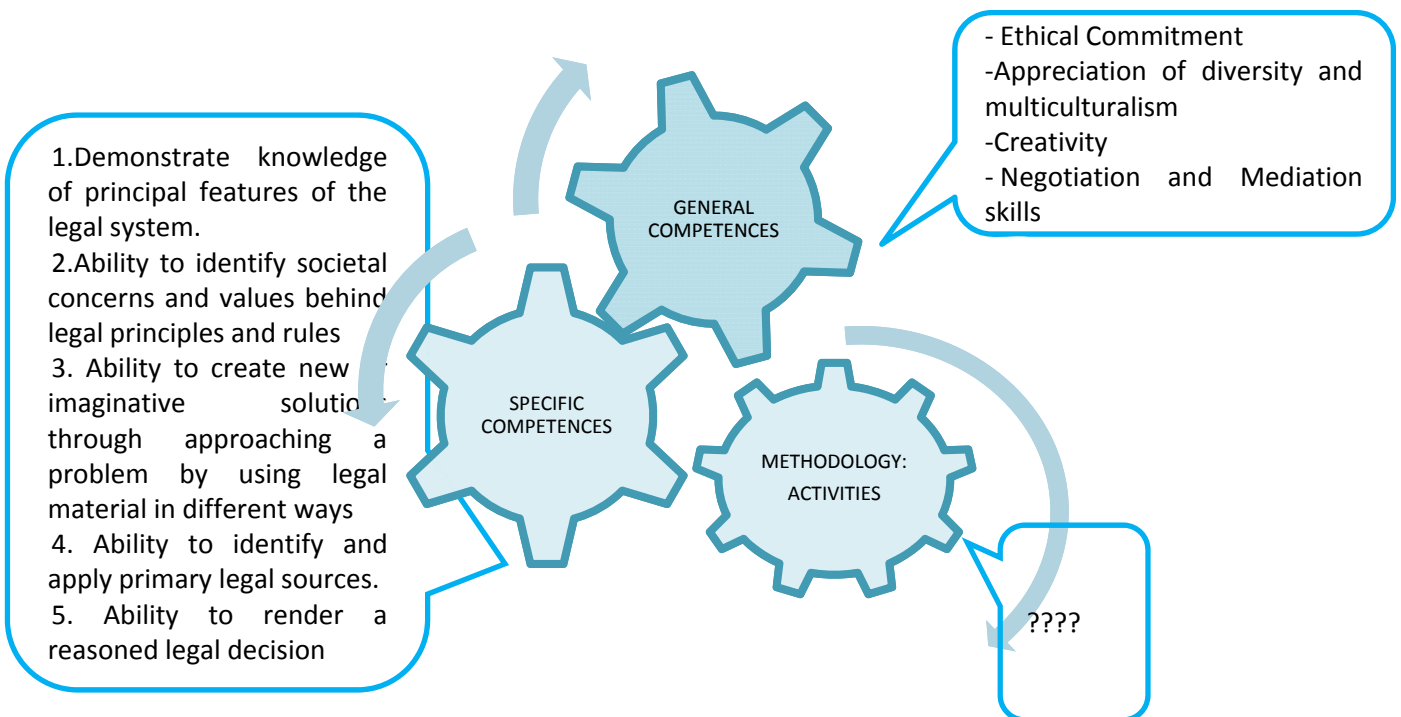 - Ethical Commitment
-Appreciation of diversity and
multiculturalism
-Creativity
- Negotiation and Mediation
skills
1.Demonstrate knowledge
of principal features of the
legal system.
2.Ability to identify societal
concerns and values behind
legal principles and rules
3. Ability to create new
imaginative solutions
through approaching a
problem by using legal
material in different ways
4. Ability to identify and
apply primary legal sources.
5. Ability to render a
reasoned legal decision
GENERAL
COMPETENCES
SPECIFIC
COMPETENCES
METHODOLOGY:
ACTIVITIES
????